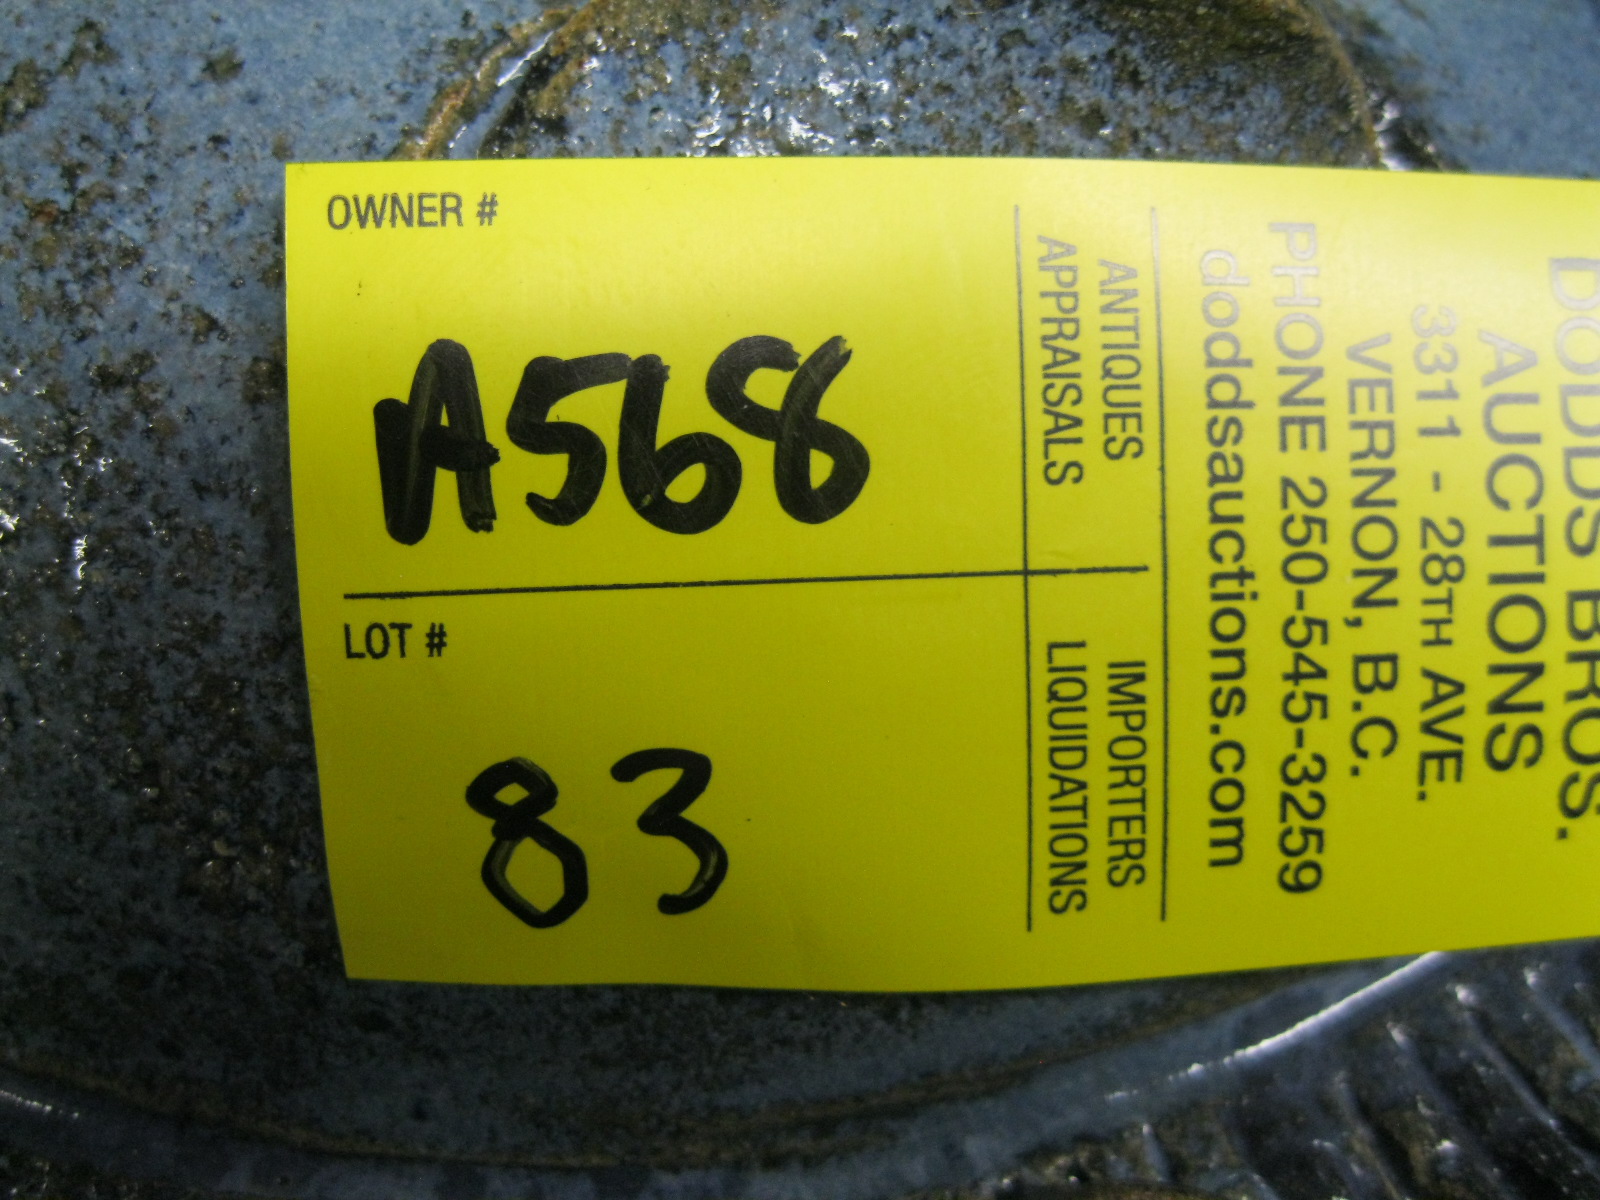 OWNER #
A568
LOT #
83
DODDS BROS.
AUCTIONS
3311 - 28TH AVE.
VERNON, B.C.
PHONE 250-545-3259
doddsauctions.com
ANTIQUES IMPORTERS
APPRAISALS LIQUIDATIONS